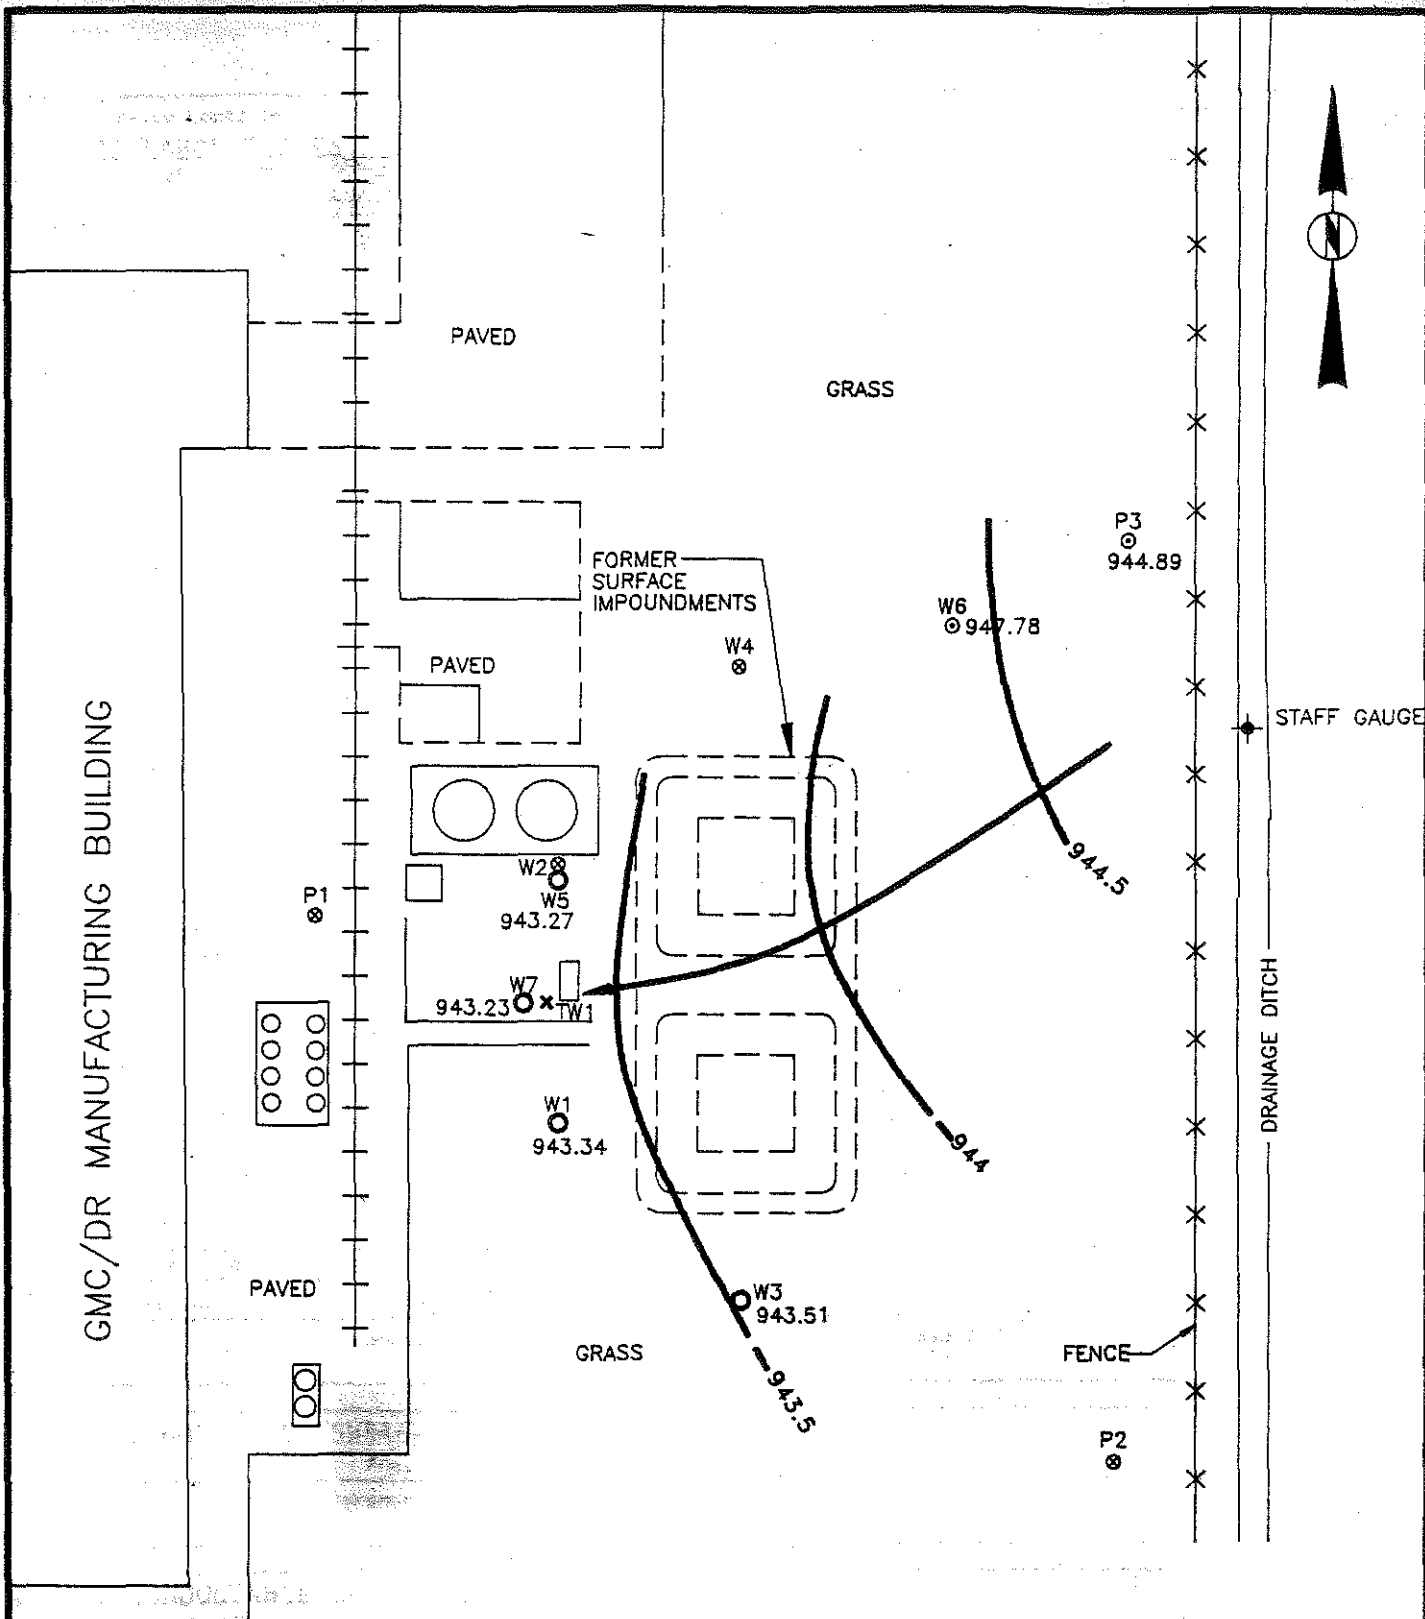 PAVED
GRASS
N
P3
944.89
FORMER
SURFACE
IMPOUNDMENTS
W6
947.78
W4
PAVED
STAFF GAUGE
944.5
W2
W5
943.27
P1
W7
943.23
TW1
DRAINAGE DITCH
W1
943.34
944
GMC/DR MANUFACTURING BUILDING
PAVED
W3
943.51
GRASS
FENCE
943.5
P2